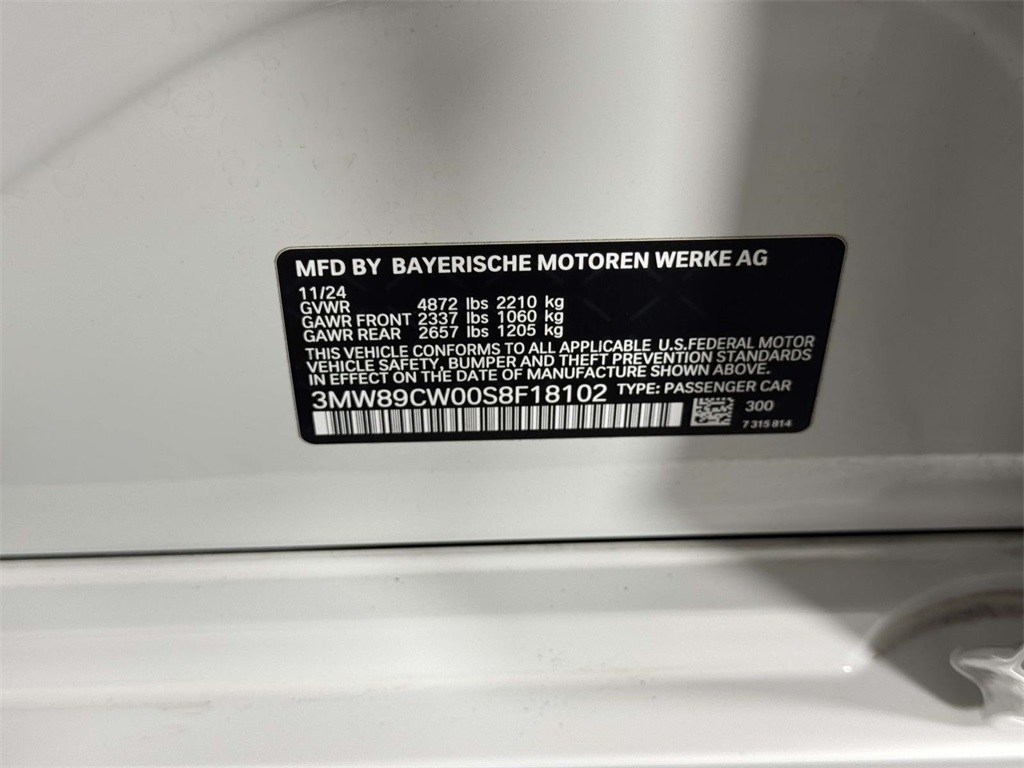 MFD BY BAYERISCHE MOTOREN WERKE AG
11/24
GVWR 4872 lbs 2210 kg
GAWR FRONT 2337 lbs 1060 kg
GAWR REAR 2657 lbs 1205 kg
THIS VEHICLE CONFORMS TO ALL APPLICABLE U.S.FEDERAL MOTOR
VEHICLE SAFETY, BUMPER AND THEFT PREVENTION STANDARDS
IN EFFECT ON THE DATE OF MANUFACTURE SHOWN ABOVE.
3MW89CW00S8F18102 TYPE: PASSENGER CAR
300
7 315 814